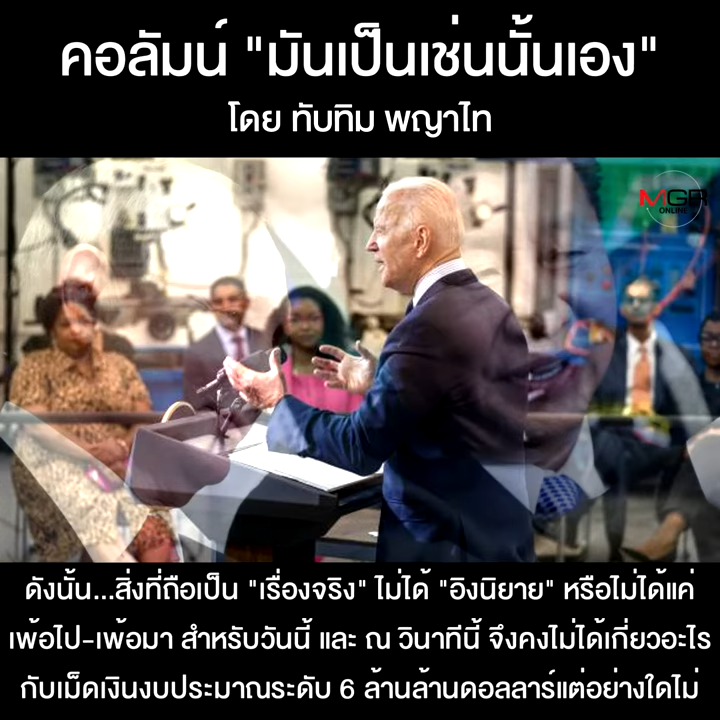 คอลัมน์ "มันเป็นเช่นนั้นเอง"
โดย ทับทิม พญาไท
MGR
ONLINE
ดังนั้น...สิ่งที่ถือเป็น "เรื่องจริง" ไม่ได้ "อิงนิยาย" หรือไม่ได้แค่
เพ้อไป-เพ้อมา สำหรับวันนี้ และ ณ วินาทีนี้ จึงคงไม่ได้เกี่ยวอะไร
กับเม็ดเงินงบประมาณระดับ 6 ล้านล้านดอลลาร์แต่อย่างใดไม่